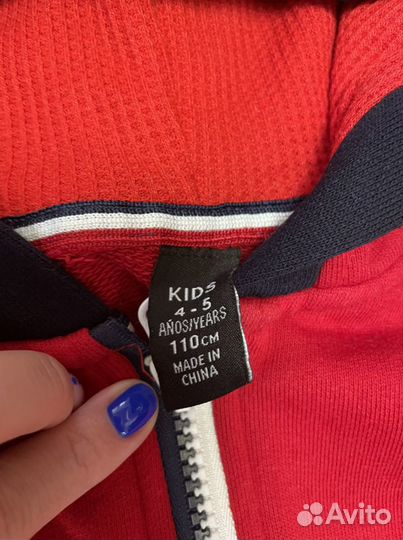 KIDS
4-5
AÑOS/YEARS
110CM
MADE IN
CHINA
Avito